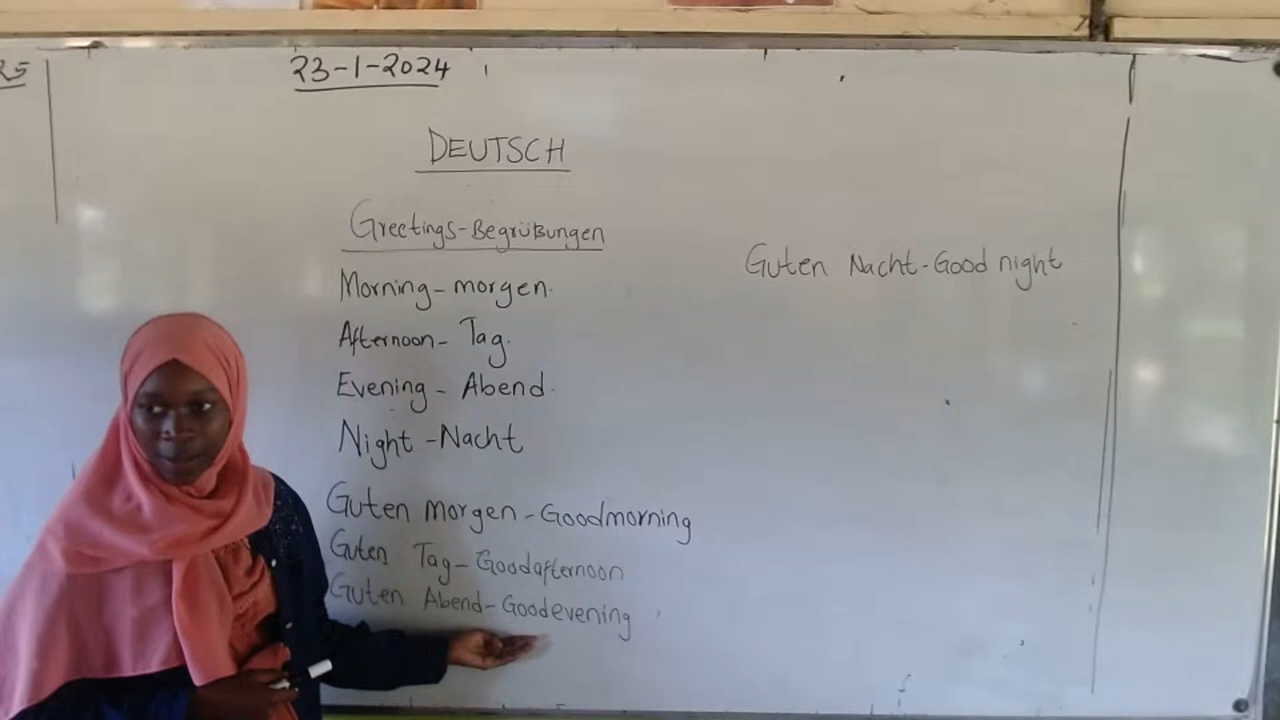 25
23-1-2024
DEUTSCH
Greetings-Begrüßungen
Morning-morgen.
Afternoon-Tag.
Evening-Abend.
Night-Nacht
Guten morgen-Goodmorning
Guten Tag-Goodafternoon
Guten Abend-Goodevening
Guten Nacht-Good night